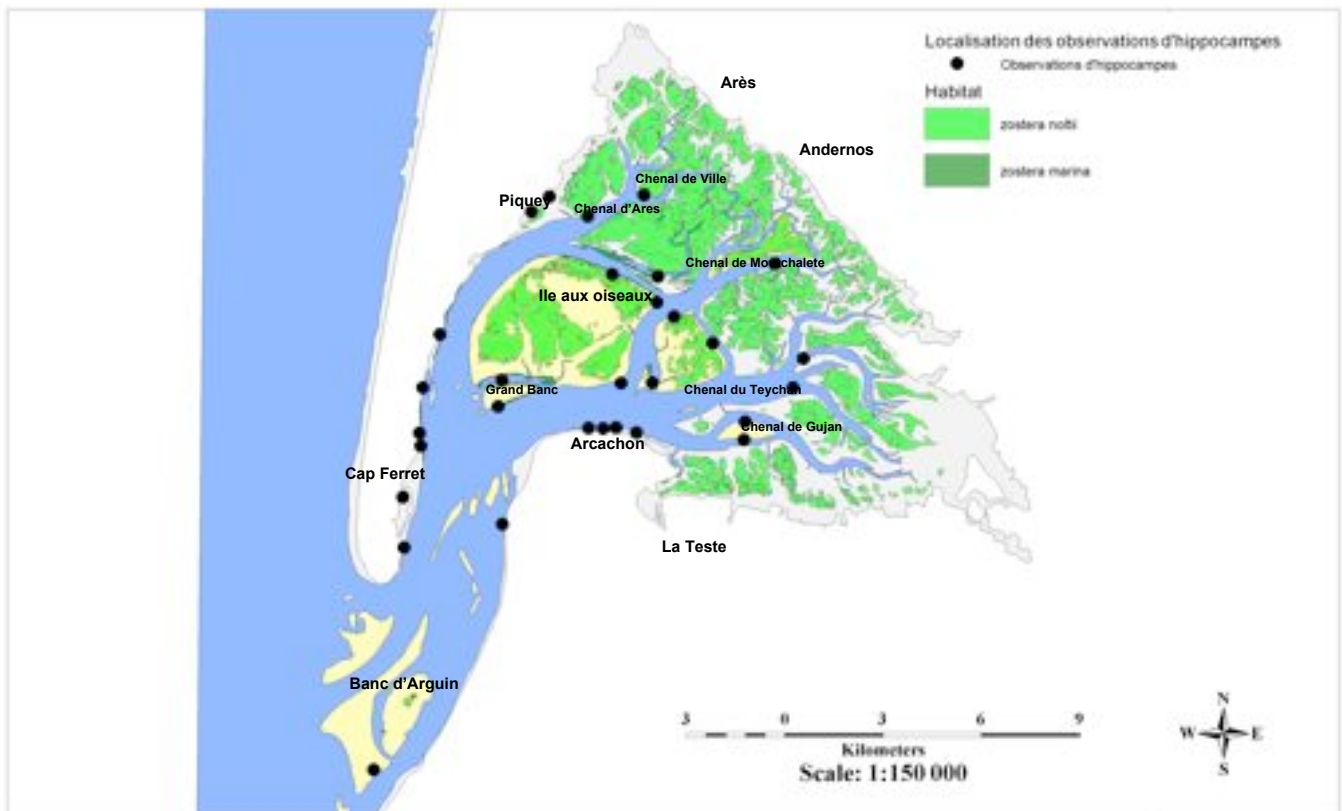 Localisation des observations d'hippocampes
Observations d'hippocampes
Habitat
zostera noltii
zostera marina
Arès
Andernos
Chenal de Ville
Piquey
Chenal d'Ares
Ile aux oiseaux
Grand Banc
Chenal du Teychan
Chenal de Gujan
Arcachon
Cap Ferret
La Teste
Banc d'Arguin
3 0 3 6 9
Kilometers
Scale: 1:150 000
N
W E
S
Chenal de